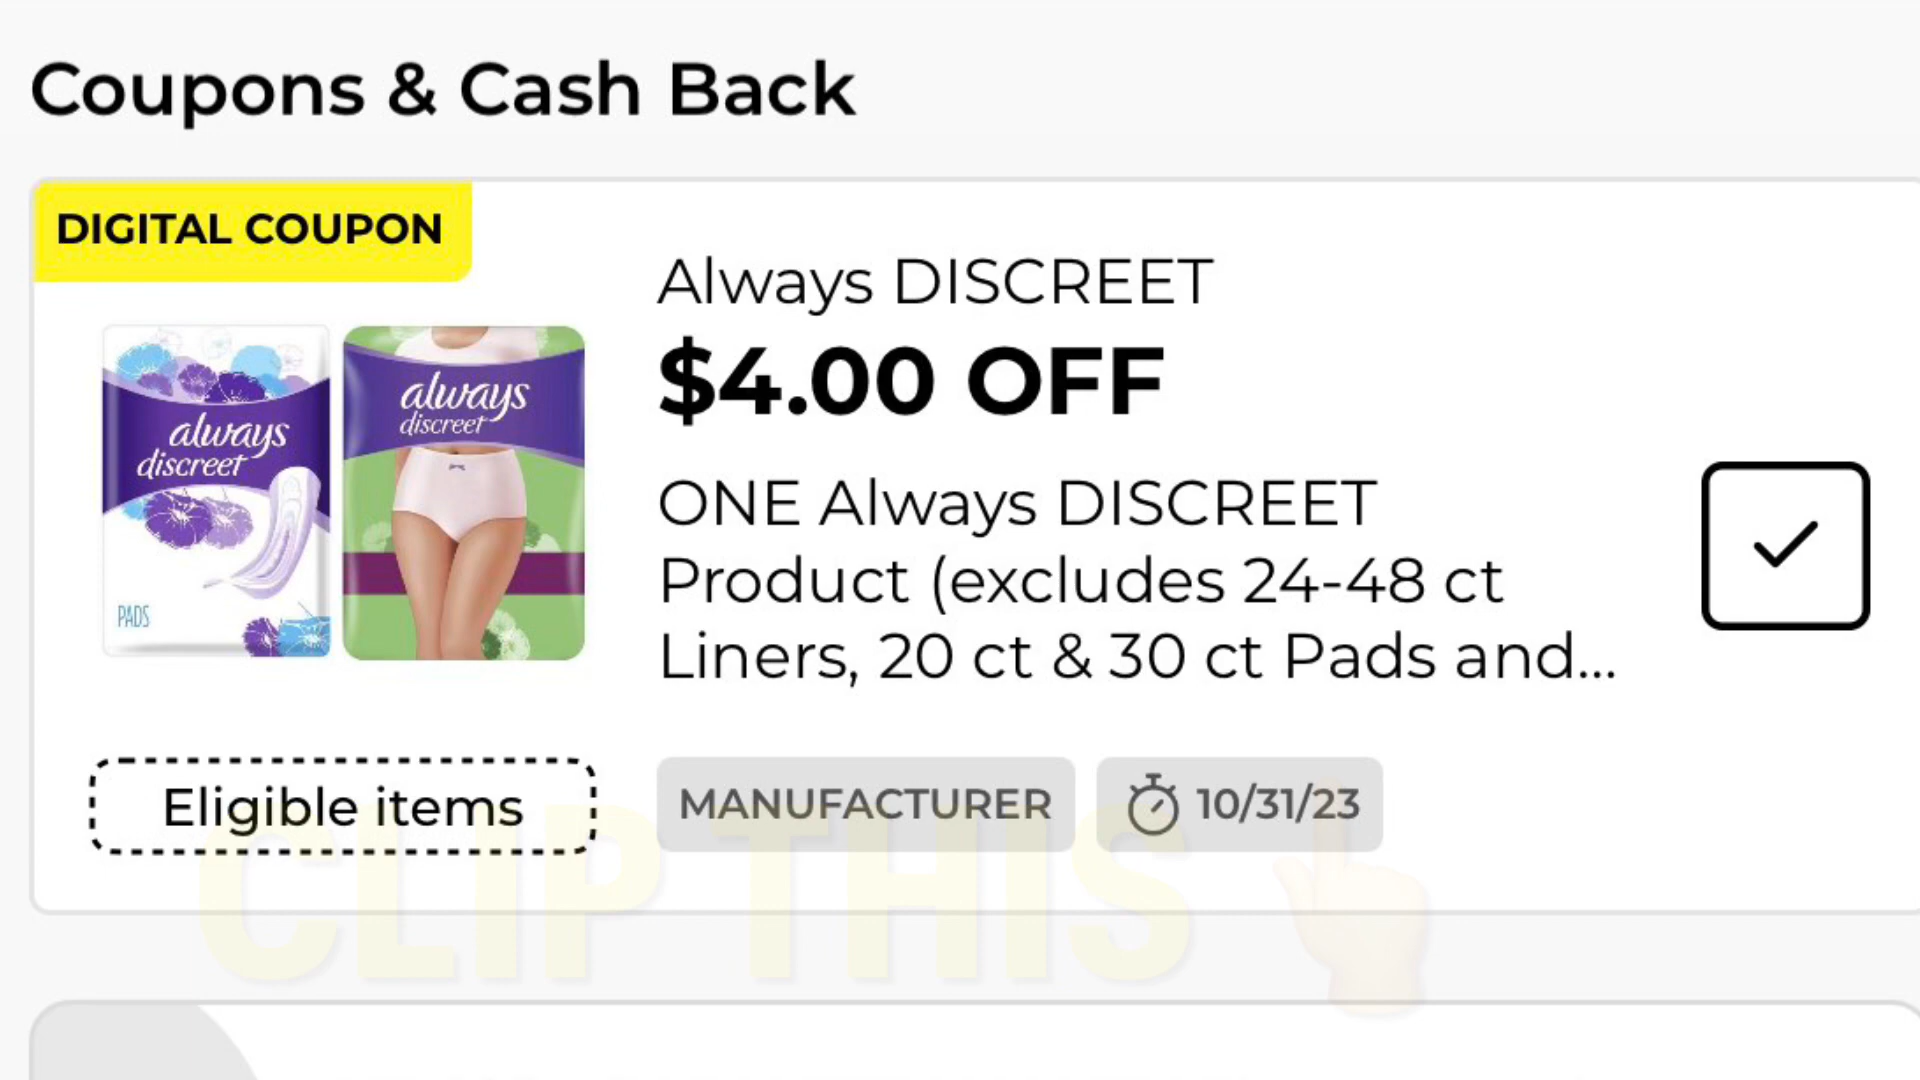 Coupons & Cash Back
DIGITAL COUPON
Always DISCREET
$4.00 OFF
always
discreet
always
discreet
PADS
ONE Always DISCREET
Product (excludes 24-48 ct
Liners, 20 ct & 30 ct Pads and...
Eligible items
MANUFACTURER
10/31/23
CLIP THIS